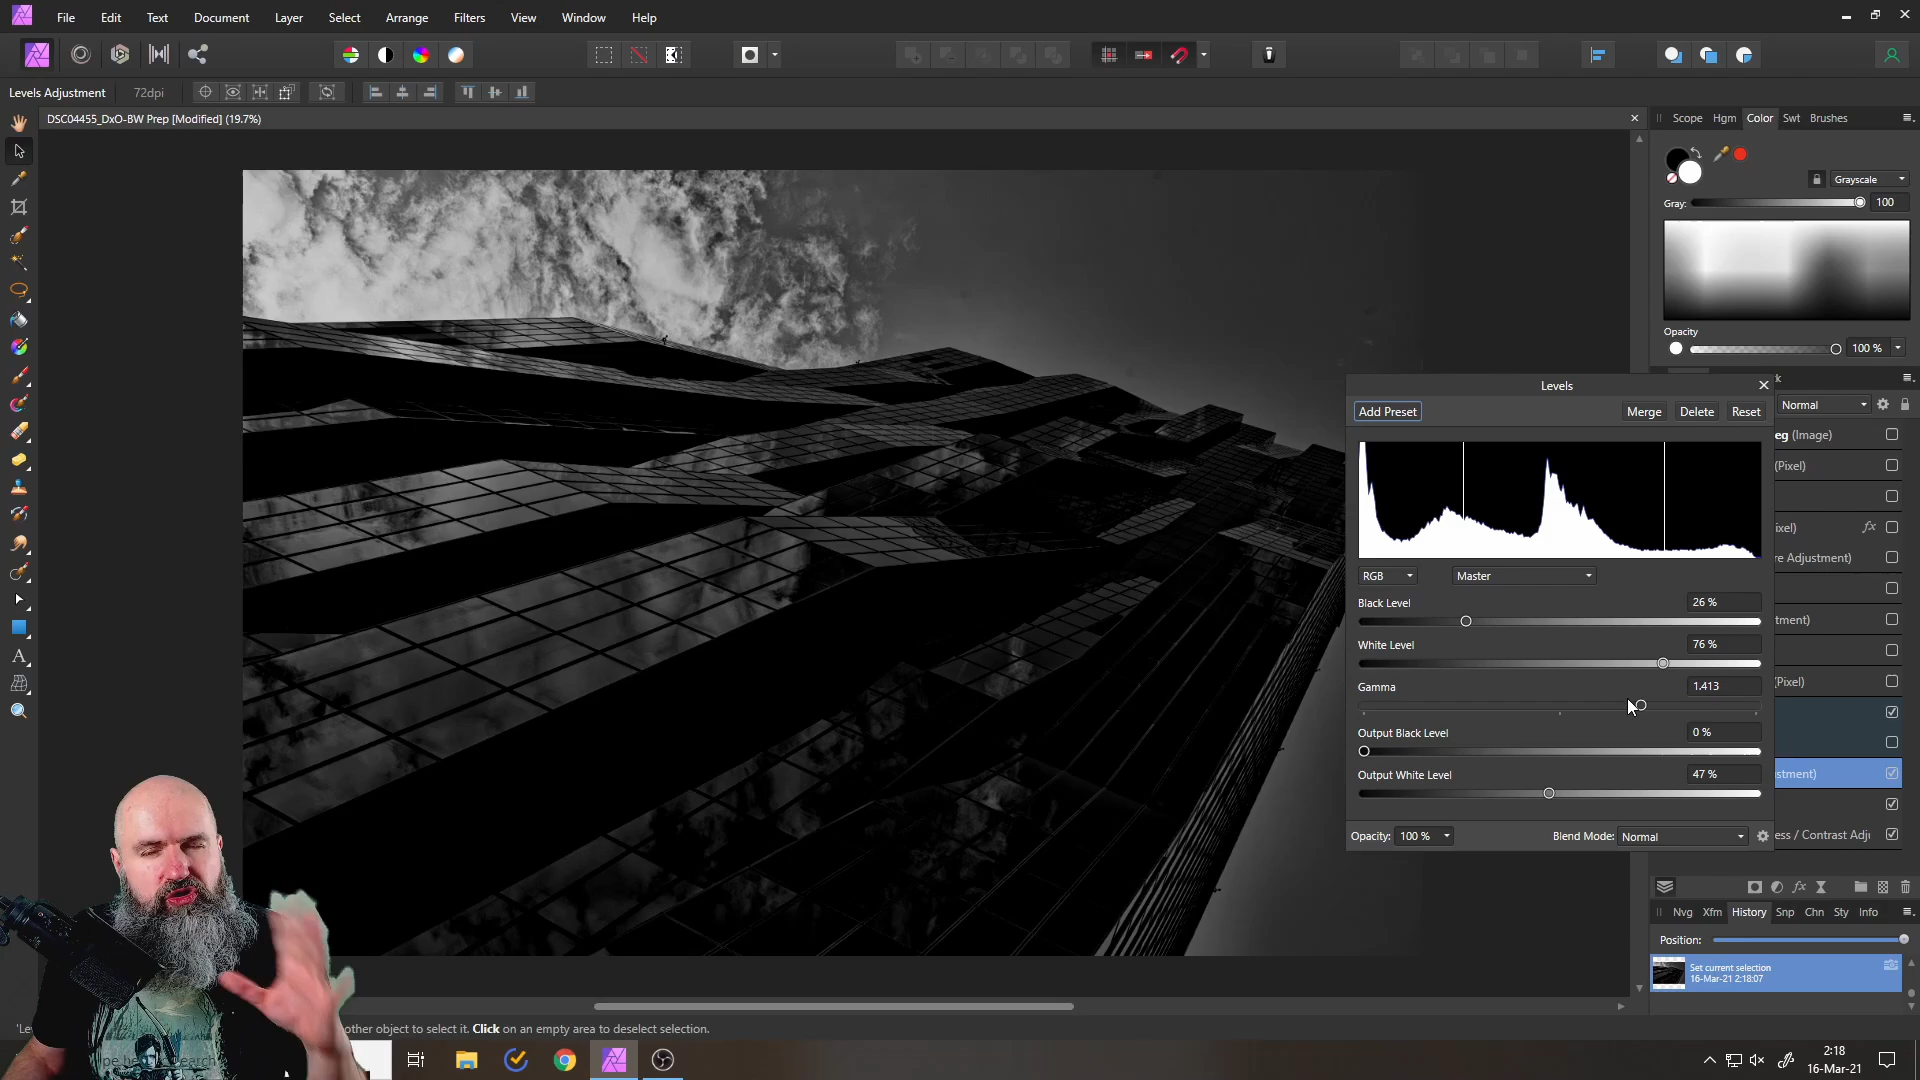 File Edit Text Document Layer Select Arrange Filters View Window Help
Levels Adjustment 72dpi
DSC04455_DxO-BW Prep [Modified] (19.7%)
Scope Hgm Color Swt Brushes
Grayscale
Gray: 100
Opacity
100 %
Levels
Add Preset Merge Delete Reset
Normal
eg (Image)
(Pixel)
ixel) fx
re Adjustment)
tment)
(Pixel)
stment)
ess / Contrast Adju
RGB Master
Black Level 26 %
White Level 76 %
Gamma 1.413
Output Black Level 0 %
Output White Level 47 %
Opacity: 100 % Blend Mode: Normal
fx
Nvg Xfm History Snp Chn Sty Info
Position:
Set current selection
16-Mar-21 2:18:07
'Le other object to select it. Click on an empty area to deselect selection.
2:18
16-Mar-21